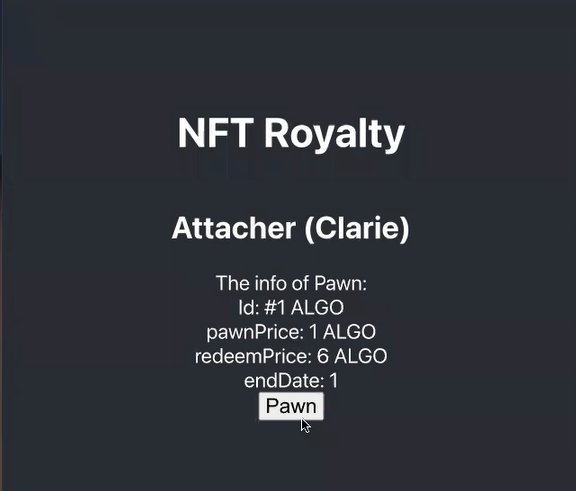 NFT Royalty
Attacher (Clarie)
The info of Pawn:
Id: #1 ALGO
pawnPrice: 1 ALGO
redeemPrice: 6 ALGO
endDate: 1
Pawn